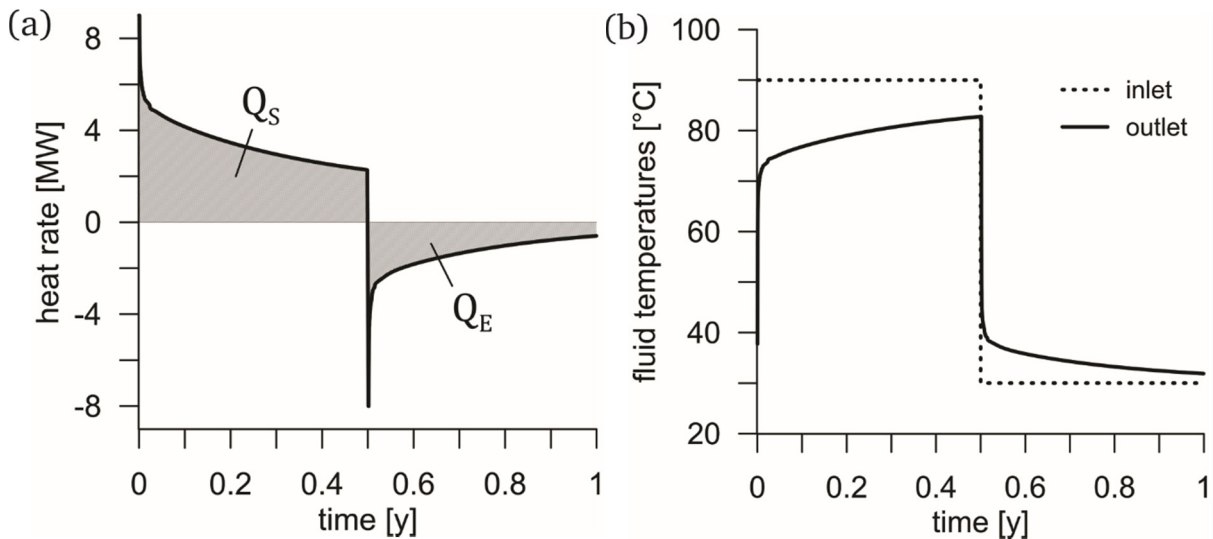 (a)
heat rate [MW]
8
4
0
-4
-8
Q_S
Q_E
0 0.2 0.4 0.6 0.8 1
time [y]
(b)
fluid temperatures [°C]
100
80
60
40
20
inlet
outlet
0 0.2 0.4 0.6 0.8 1
time [y]